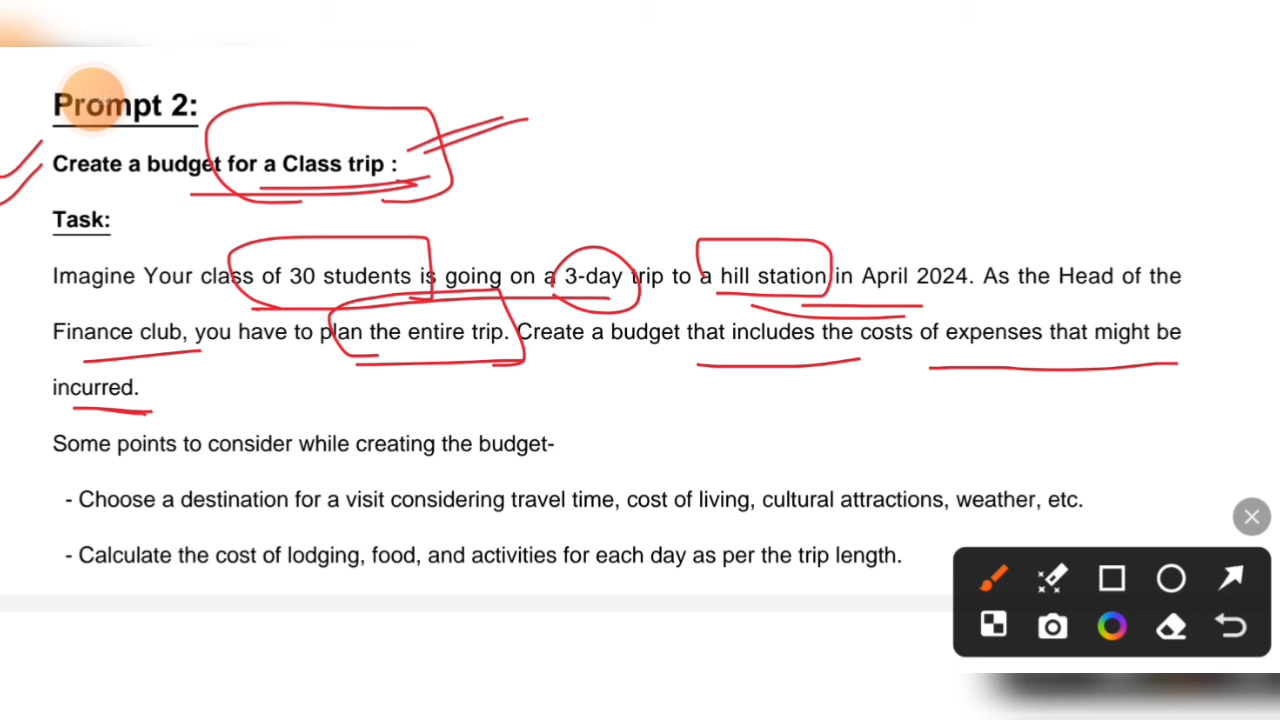 Prompt 2:
Create a budget for a Class trip :
Task:
Imagine Your class of 30 students is going on a 3-day trip to a hill station in April 2024. As the Head of the
Finance club, you have to plan the entire trip. Create a budget that includes the costs of expenses that might be
incurred.
Some points to consider while creating the budget-
- Choose a destination for a visit considering travel time, cost of living, cultural attractions, weather, etc.
- Calculate the cost of lodging, food, and activities for each day as per the trip length.